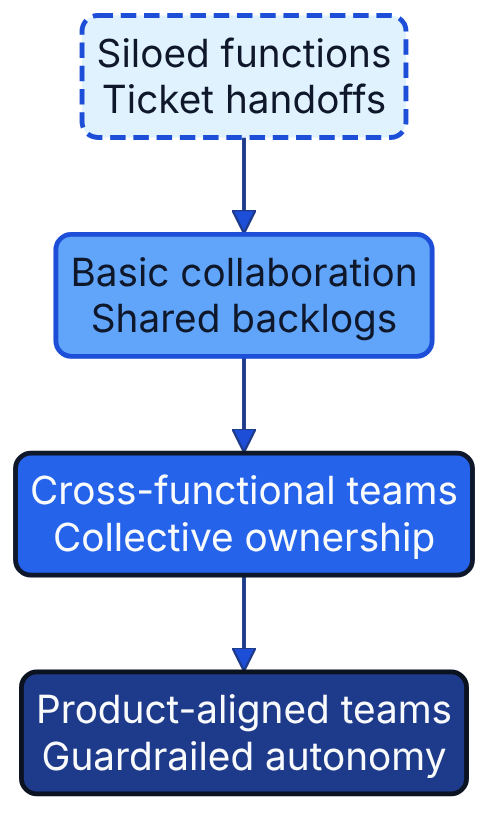 Siloed functions
Ticket handoffs
Basic collaboration
Shared backlogs
Cross-functional teams
Collective ownership
Product-aligned teams
Guardrailed autonomy